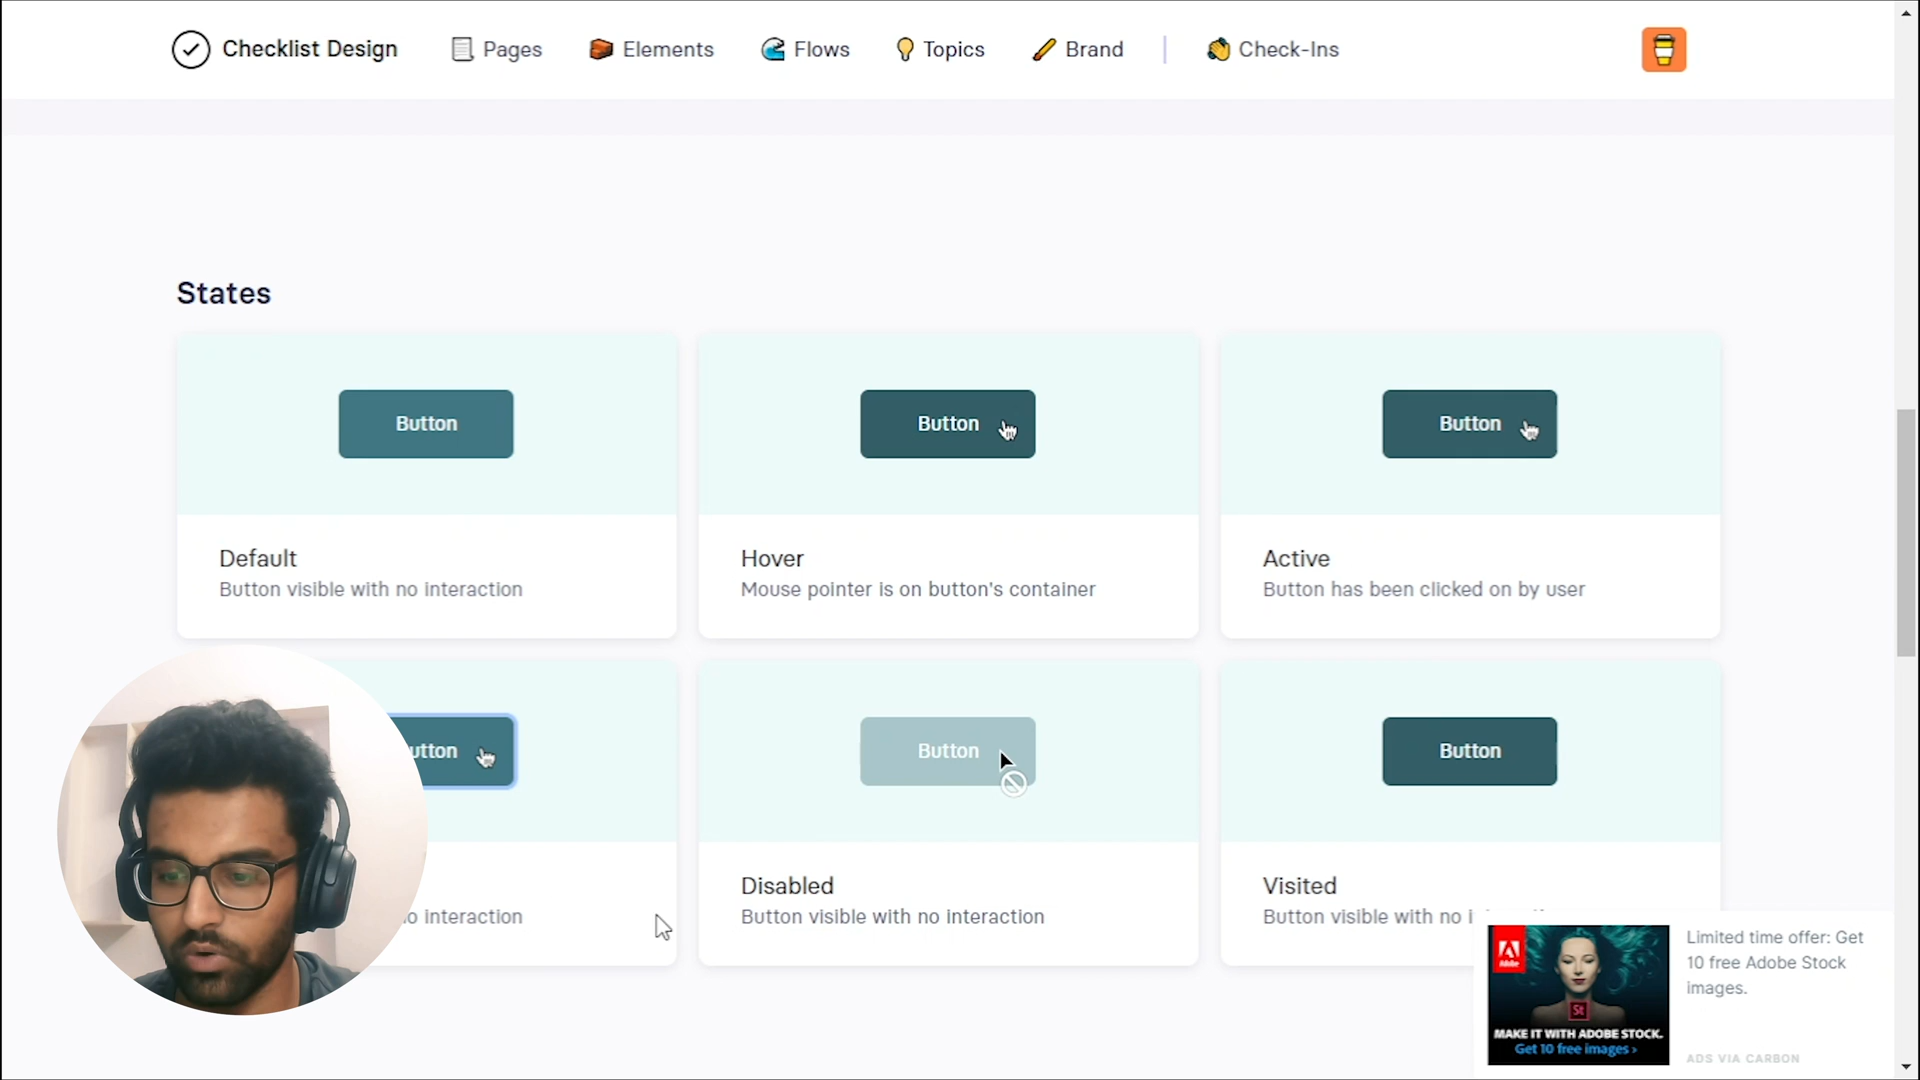 Checklist Design
Pages
Elements
Flows
Topics
Brand
Check-Ins
States
Button
Button
Button
Default
Button visible with no interaction
Hover
Mouse pointer is on button's container
Active
Button has been clicked on by user
Button
Button
Disabled
Button visible with no interaction
Visited
Button visible with no
no interaction
Adobe
St
MAKE IT WITH ADOBE STOCK.
Get 10 free images ›
Limited time offer: Get
10 free Adobe Stock
images.
ADS VIA CARBON